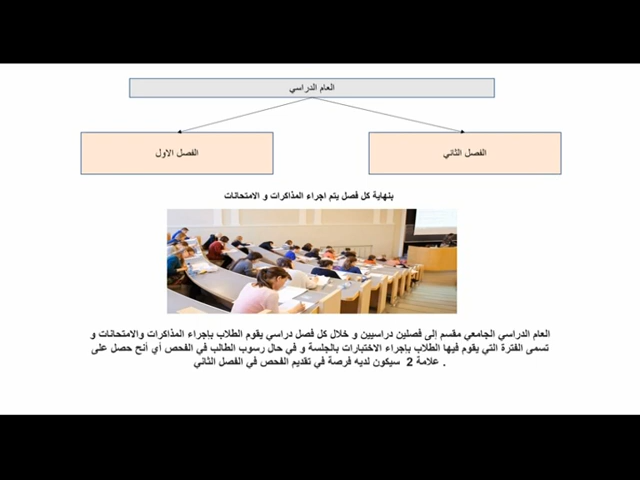 العام الدراسي
الفصل الاول
الفصل الثاني
بنهاية كل فصل يتم اجراء المذاكرات و الامتحانات
العام الدراسي الجامعي مقسم إلى فصلين دراسيين و خلال كل فصل دراسي يقوم الطلاب بإجراء المذاكرات والامتحانات و
تسمى الفترة التي يقوم فيها الطلاب بإجراء الاختبارات بالجلسة و في حال رسوب الطالب في الفحص أي أنح حصل على
علامة 2 سيكون لديه فرصة في تقديم الفحص في الفصل الثاني .